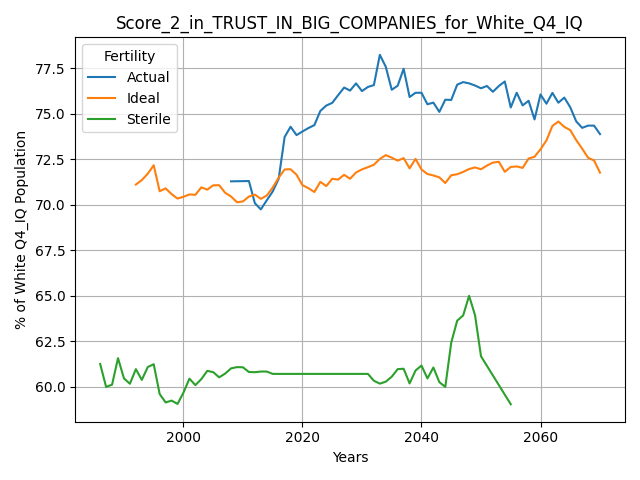 Score_2_in_TRUST_IN_BIG_COMPANIES_for_White_Q4_IQ
Fertility
Actual
Ideal
Sterile
% of White Q4_IQ Population
77.5
75.0
72.5
70.0
67.5
65.0
62.5
60.0
2000 2020 2040 2060
Years